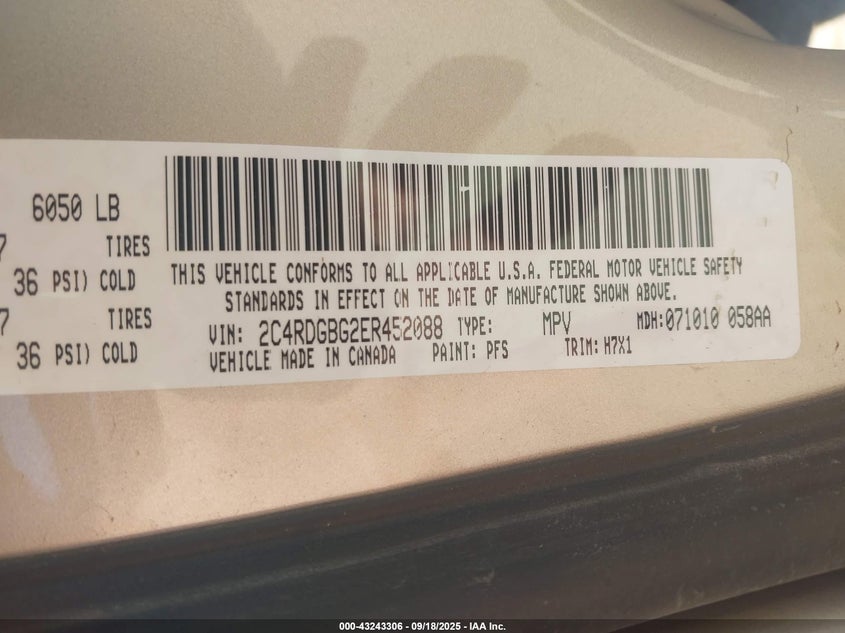 6050 LB
7 TIRES
36 PSI) COLD
7 TIRES
36 PSI) COLD
THIS VEHICLE CONFORMS TO ALL APPLICABLE U.S.A. FEDERAL MOTOR VEHICLE SAFETY
STANDARDS IN EFFECT ON THE DATE OF MANUFACTURE SHOWN ABOVE.
VIN: 2C4RDGBG2ER452088 TYPE: MPV MDH:071010 058AA
VEHICLE MADE IN CANADA PAINT: PFS TRIM: H7X1
000-43243306 - 09/18/2025 - IAA Inc.